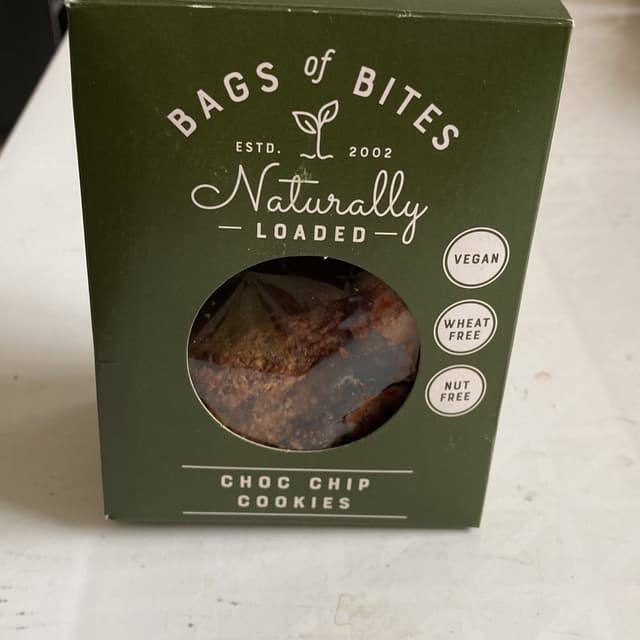 BAGS of BITES
ESTD. 2002
Naturally
LOADED
VEGAN
WHEAT
FREE
NUT
FREE
CHOC CHIP
COOKIES